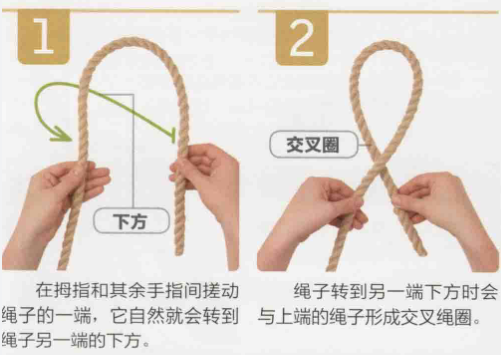 1
下方
在拇指和其余手指间搓动
绳子的一端，它自然就会转到
绳子另一端的下方。
2
交叉圈
绳子转到另一端下方时会
与上端的绳子形成交叉绳圈。